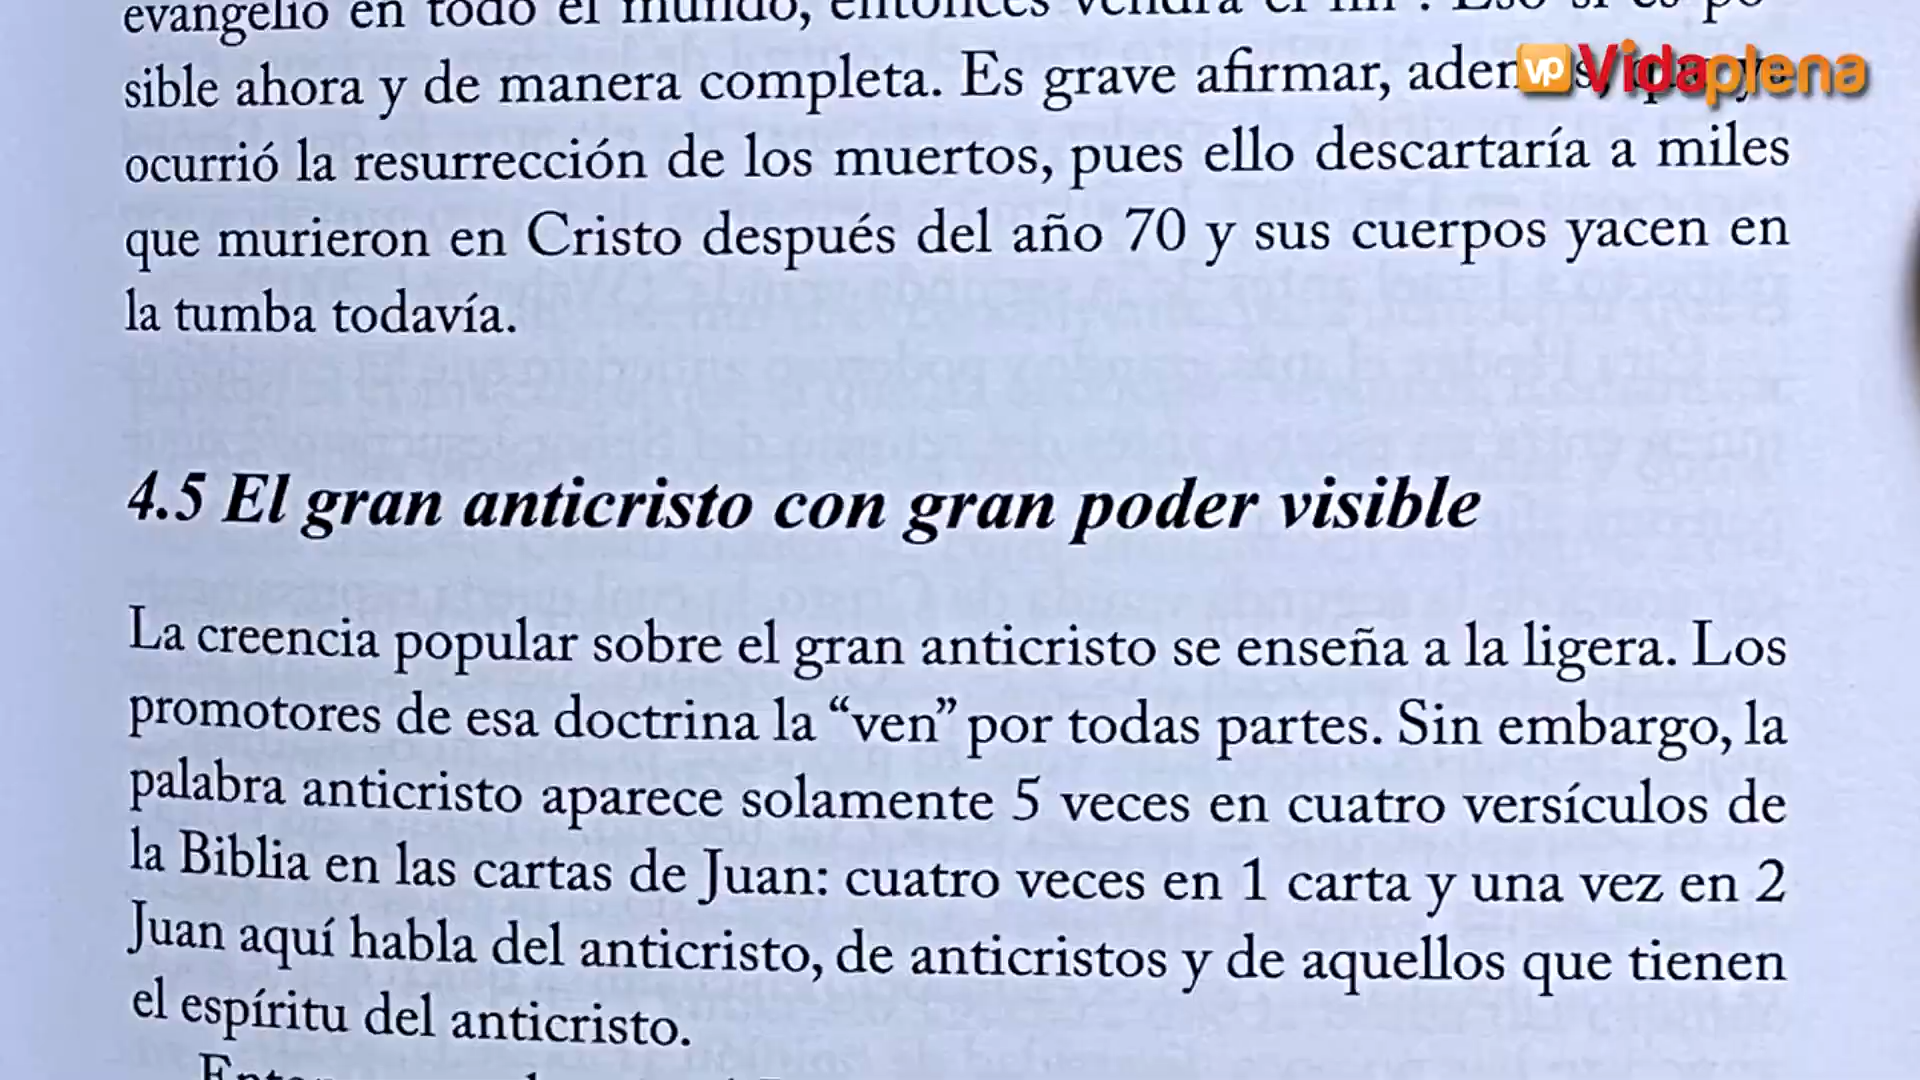 evangelio en todo el mundo, entonces vendrá el fin”. Eso sí es po-
sible ahora y de manera completa. Es grave afirmar, además, que ya
vp Vidaplena
ocurrió la resurrección de los muertos, pues ello descartaría a miles
que murieron en Cristo después del año 70 y sus cuerpos yacen en
la tumba todavía.
4.5 El gran anticristo con gran poder visible
La creencia popular sobre el gran anticristo se enseña a la ligera. Los
promotores de esa doctrina la “ven” por todas partes. Sin embargo, la
palabra anticristo aparece solamente 5 veces en cuatro versículos de
la Biblia en las cartas de Juan: cuatro veces en 1 carta y una vez en 2
Juan aquí habla del anticristo, de anticristos y de aquellos que tienen
el espíritu del anticristo.